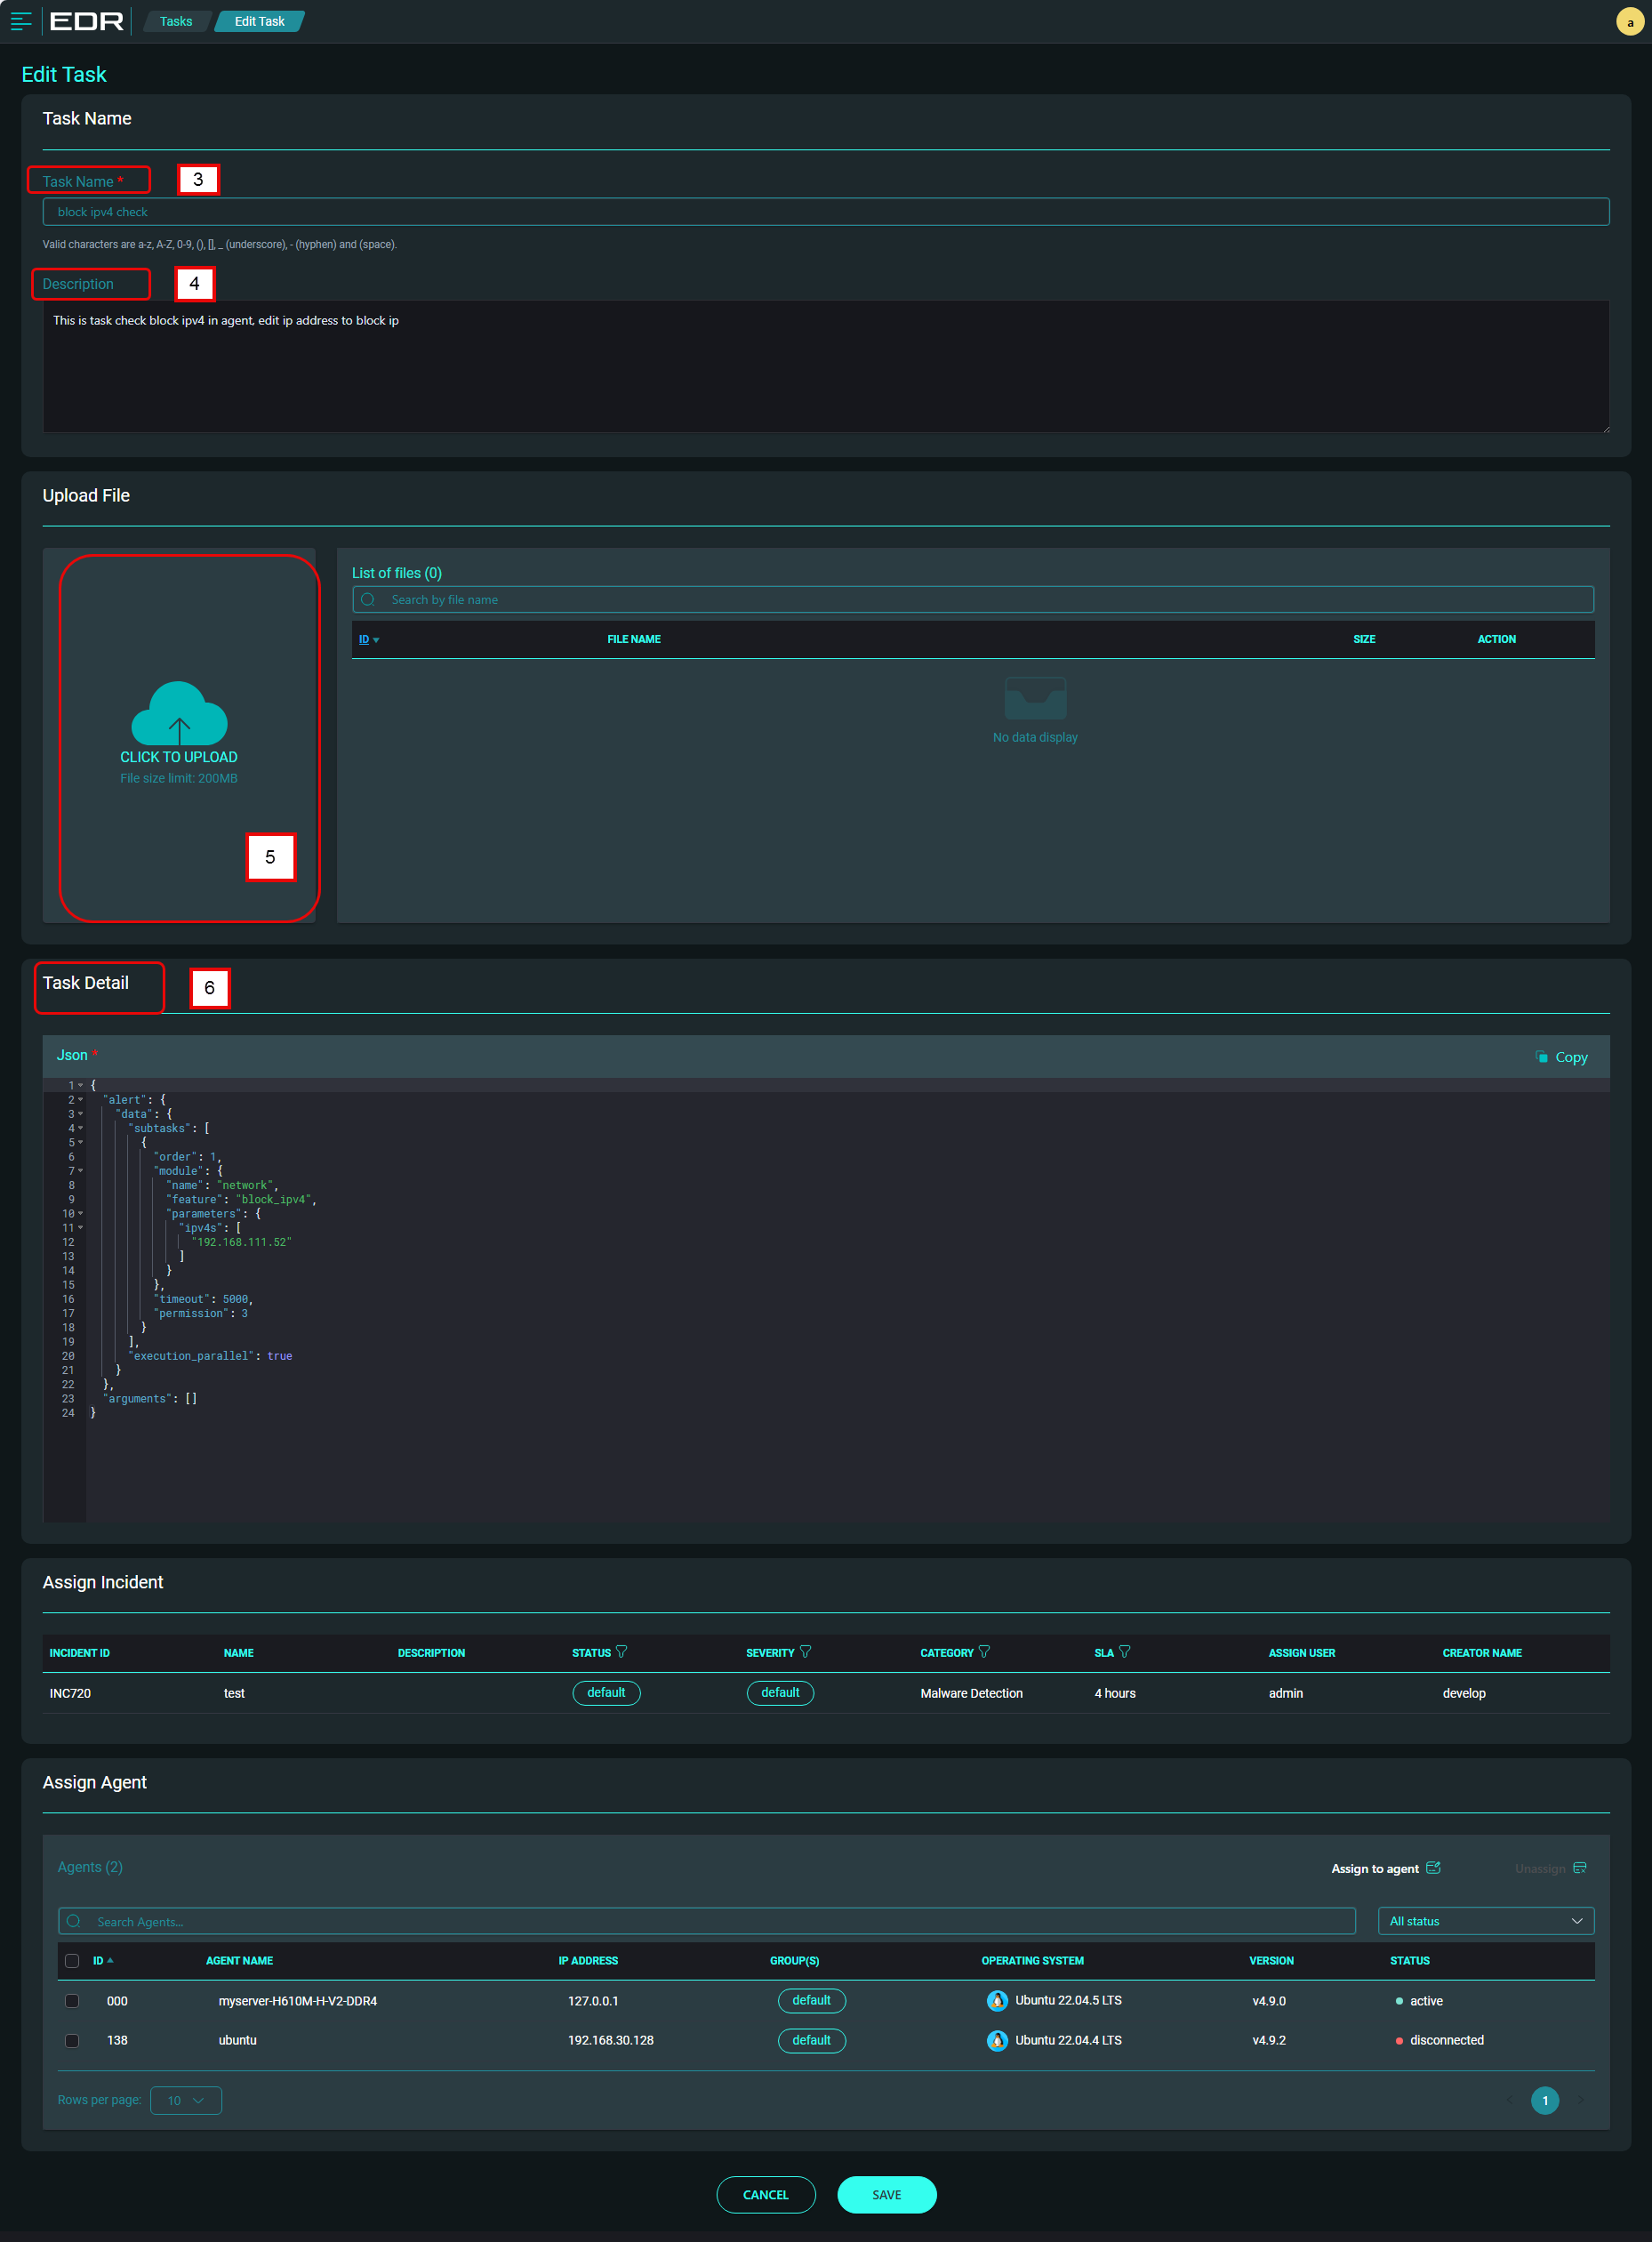 EDR Tasks Edit Task a
Edit Task
Task Name
Task Name * 3
block ipv4 check
Valid characters are a-z, A-Z, 0-9, (), [], _ (underscore), - (hyphen) and (space).
Description 4
This is task check block ipv4 in agent, edit ip address to block ip
Upload File
CLICK TO UPLOAD
File size limit: 200MB
5
List of files (0)
Search by file name
ID FILE NAME SIZE ACTION
No data display
Task Detail 6
Json * Copy
1 {
2 "alert": {
3 "data": {
4 "subtasks": [
5 {
6 "order": 1,
7 "module": {
8 "name": "network",
9 "feature": "block_ipv4",
10 "parameters": {
11 "ipv4s": [
12 "192.168.111.52"
13 ]
14 }
15 },
16 "timeout": 5000,
17 "permission": 3
18 }
19 ],
20 "execution_parallel": true
21 }
22 },
23 "arguments": []
24 }
Assign Incident
INCIDENT ID NAME DESCRIPTION STATUS SEVERITY CATEGORY SLA ASSIGN USER CREATOR NAME
INC720 test default default Malware Detection 4 hours admin develop
Assign Agent
Agents (2) Assign to agent Unassign
Search Agents... All status
ID AGENT NAME IP ADDRESS GROUP(S) OPERATING SYSTEM VERSION STATUS
000 myserver-H610M-H-V2-DDR4 127.0.0.1 default Ubuntu 22.04.5 LTS v4.9.0 active
138 ubuntu 192.168.30.128 default Ubuntu 22.04.4 LTS v4.9.2 disconnected
Rows per page: 10 1
CANCEL SAVE